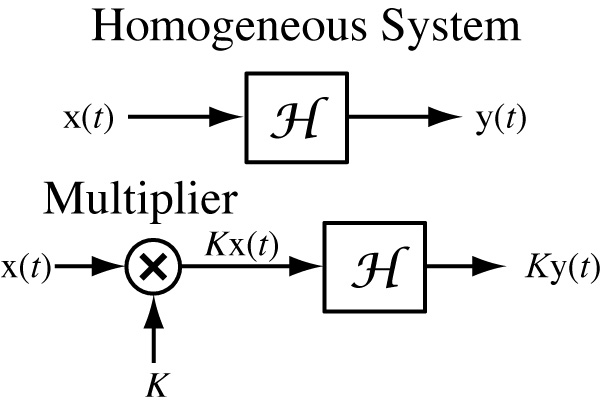 Homogeneous System
x(t) ℋ y(t)
Multiplier
x(t) × Kx(t) ℋ Ky(t)
K